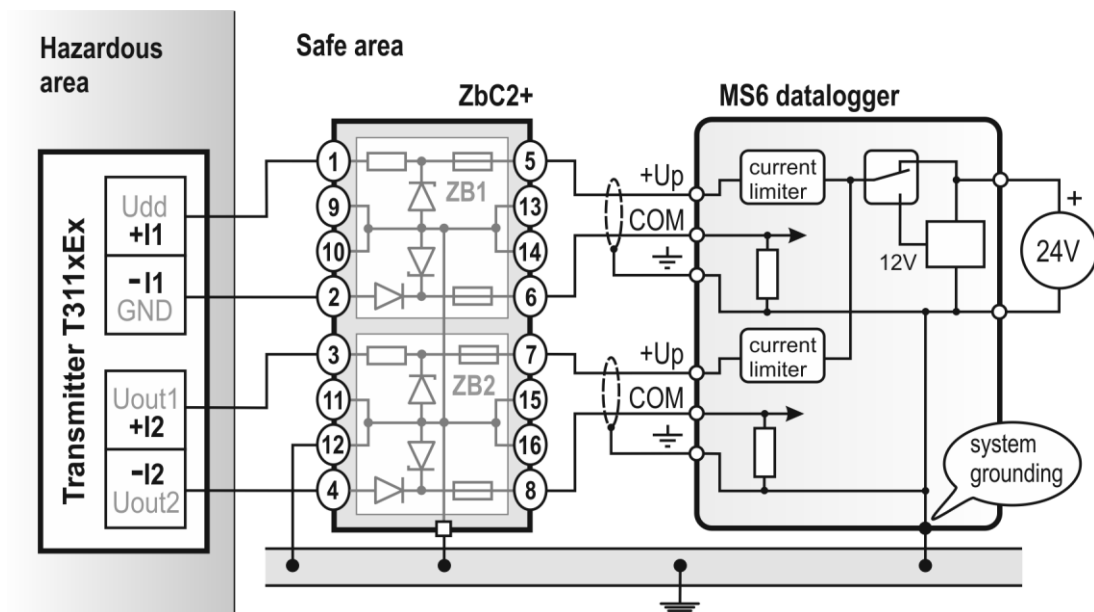 Hazardous
area
Safe area
ZbC2+
MS6 datalogger
Transmitter T311xEx
Udd
+I1
-I1
GND
Uout1
+I2
-I2
Uout2
1
9
10
2
3
11
12
4
ZB1
ZB2
5
13
14
6
7
15
16
8
+Up
COM
+Up
COM
current
limiter
12V
current
limiter
+
24V
system
grounding